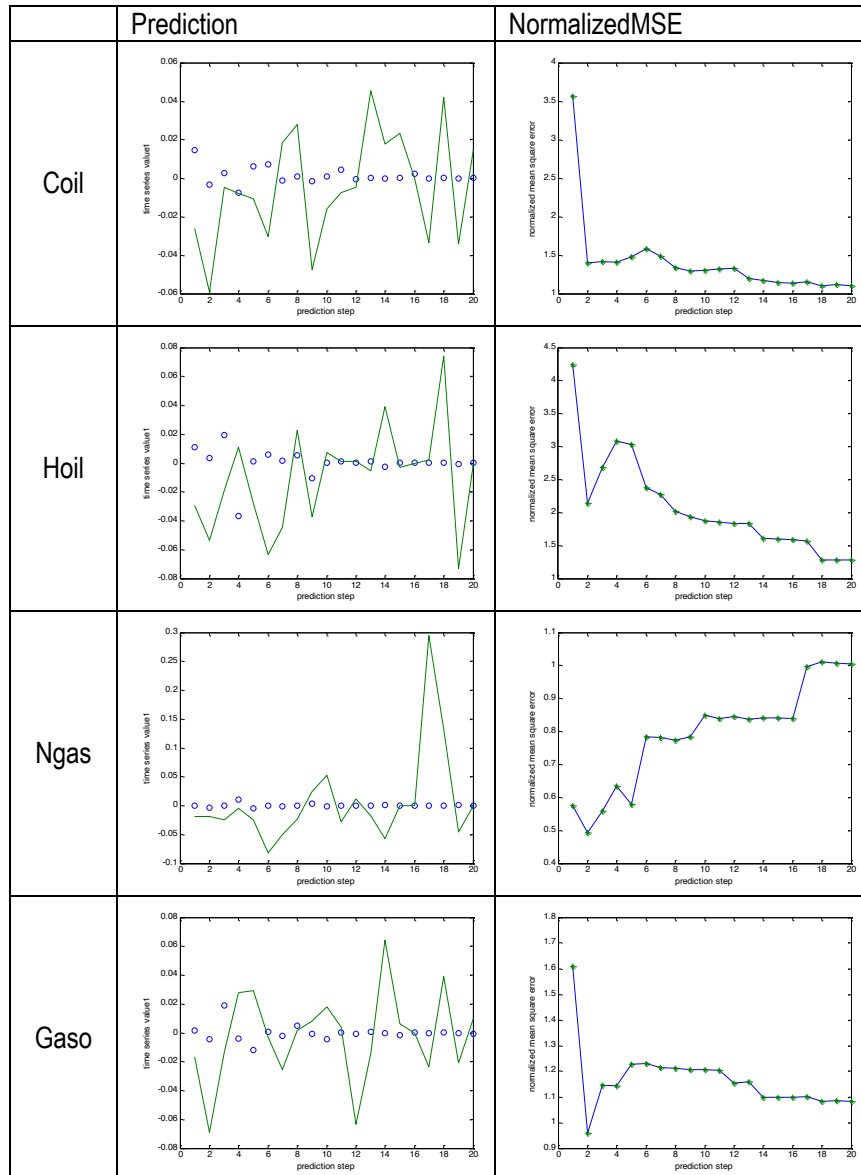 Prediction NormalizedMSE
Coil
0.06
0.04
0.02
0
-0.02
-0.04
-0.06
0 2 4 6 8 10 12 14 16 18 20
prediction step
time series value1
4
3.5
3
2.5
2
1.5
1
0 2 4 6 8 10 12 14 16 18 20
prediction step
normalized mean square error
Hoil
0.08
0.06
0.04
0.02
0
-0.02
-0.04
-0.06
-0.08
0 2 4 6 8 10 12 14 16 18 20
prediction step
time series value1
4.5
4
3.5
3
2.5
2
1.5
1
0 2 4 6 8 10 12 14 16 18 20
prediction step
normalized mean square error
Ngas
0.3
0.25
0.2
0.15
0.1
0.05
0
-0.05
-0.1
0 2 4 6 8 10 12 14 16 18 20
prediction step
time series value1
1.1
1
0.9
0.8
0.7
0.6
0.5
0.4
0 2 4 6 8 10 12 14 16 18 20
prediction step
normalized mean square error
Gaso
0.08
0.06
0.04
0.02
0
-0.02
-0.04
-0.06
-0.08
0 2 4 6 8 10 12 14 16 18 20
prediction step
time series value1
1.8
1.7
1.6
1.5
1.4
1.3
1.2
1.1
1
0.9
0 2 4 6 8 10 12 14 16 18 20
prediction step
normalized mean square error